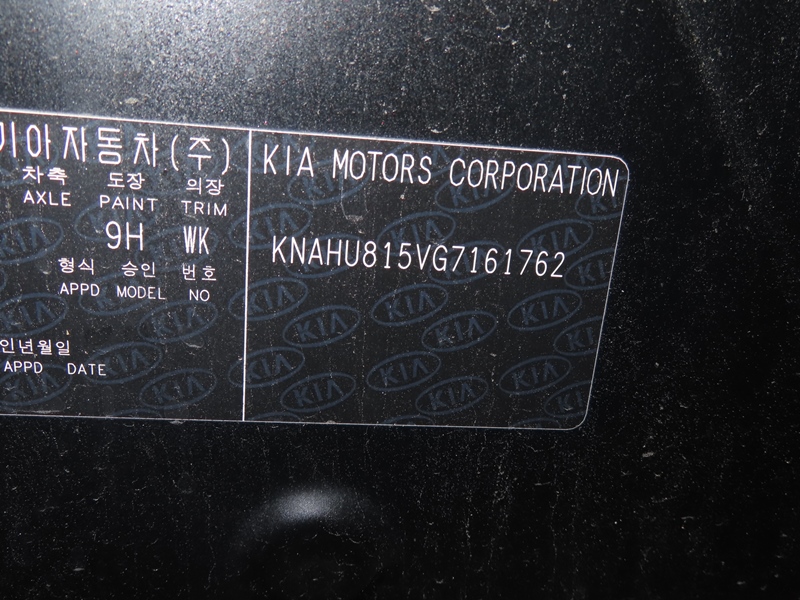 기아자동차(주)
차축 도장 의장
AXLE PAINT TRIM
9H WK
형식 승인 번호
APPD MODEL NO
인년월일
APPD DATE
KIA MOTORS CORPORATION
KNAHU815VG7161762